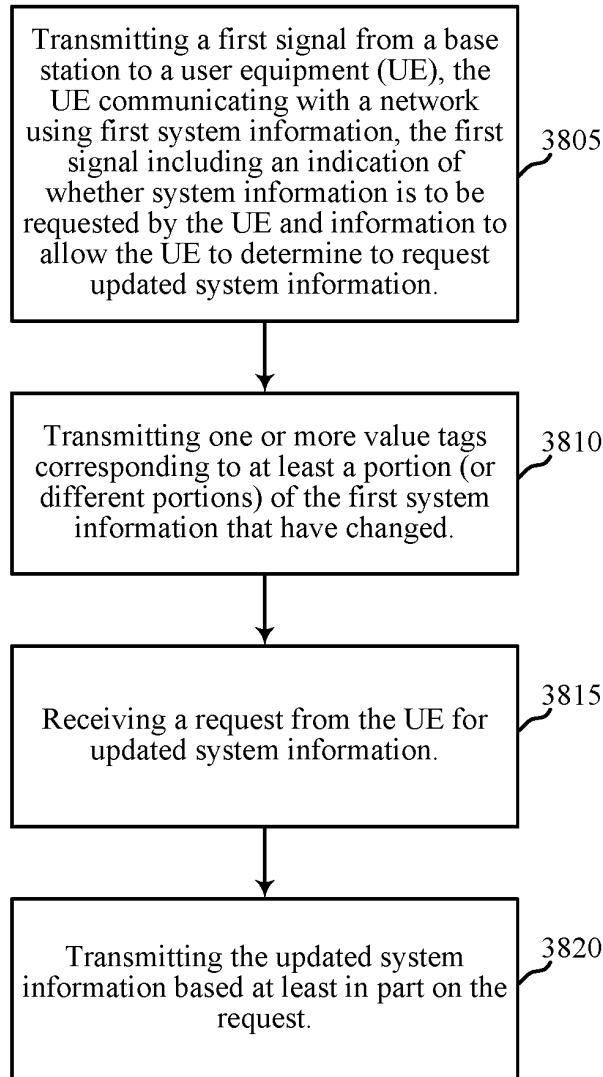 Transmitting a first signal from a base
station to a user equipment (UE), the
UE communicating with a network
using first system information, the first
signal including an indication of
whether system information is to be
requested by the UE and information to
allow the UE to determine to request
updated system information.
3805
Transmitting one or more value tags
corresponding to at least a portion (or
different portions) of the first system
information that have changed.
3810
Receiving a request from the UE for
updated system information.
3815
Transmitting the updated system
information based at least in part on the
request.
3820